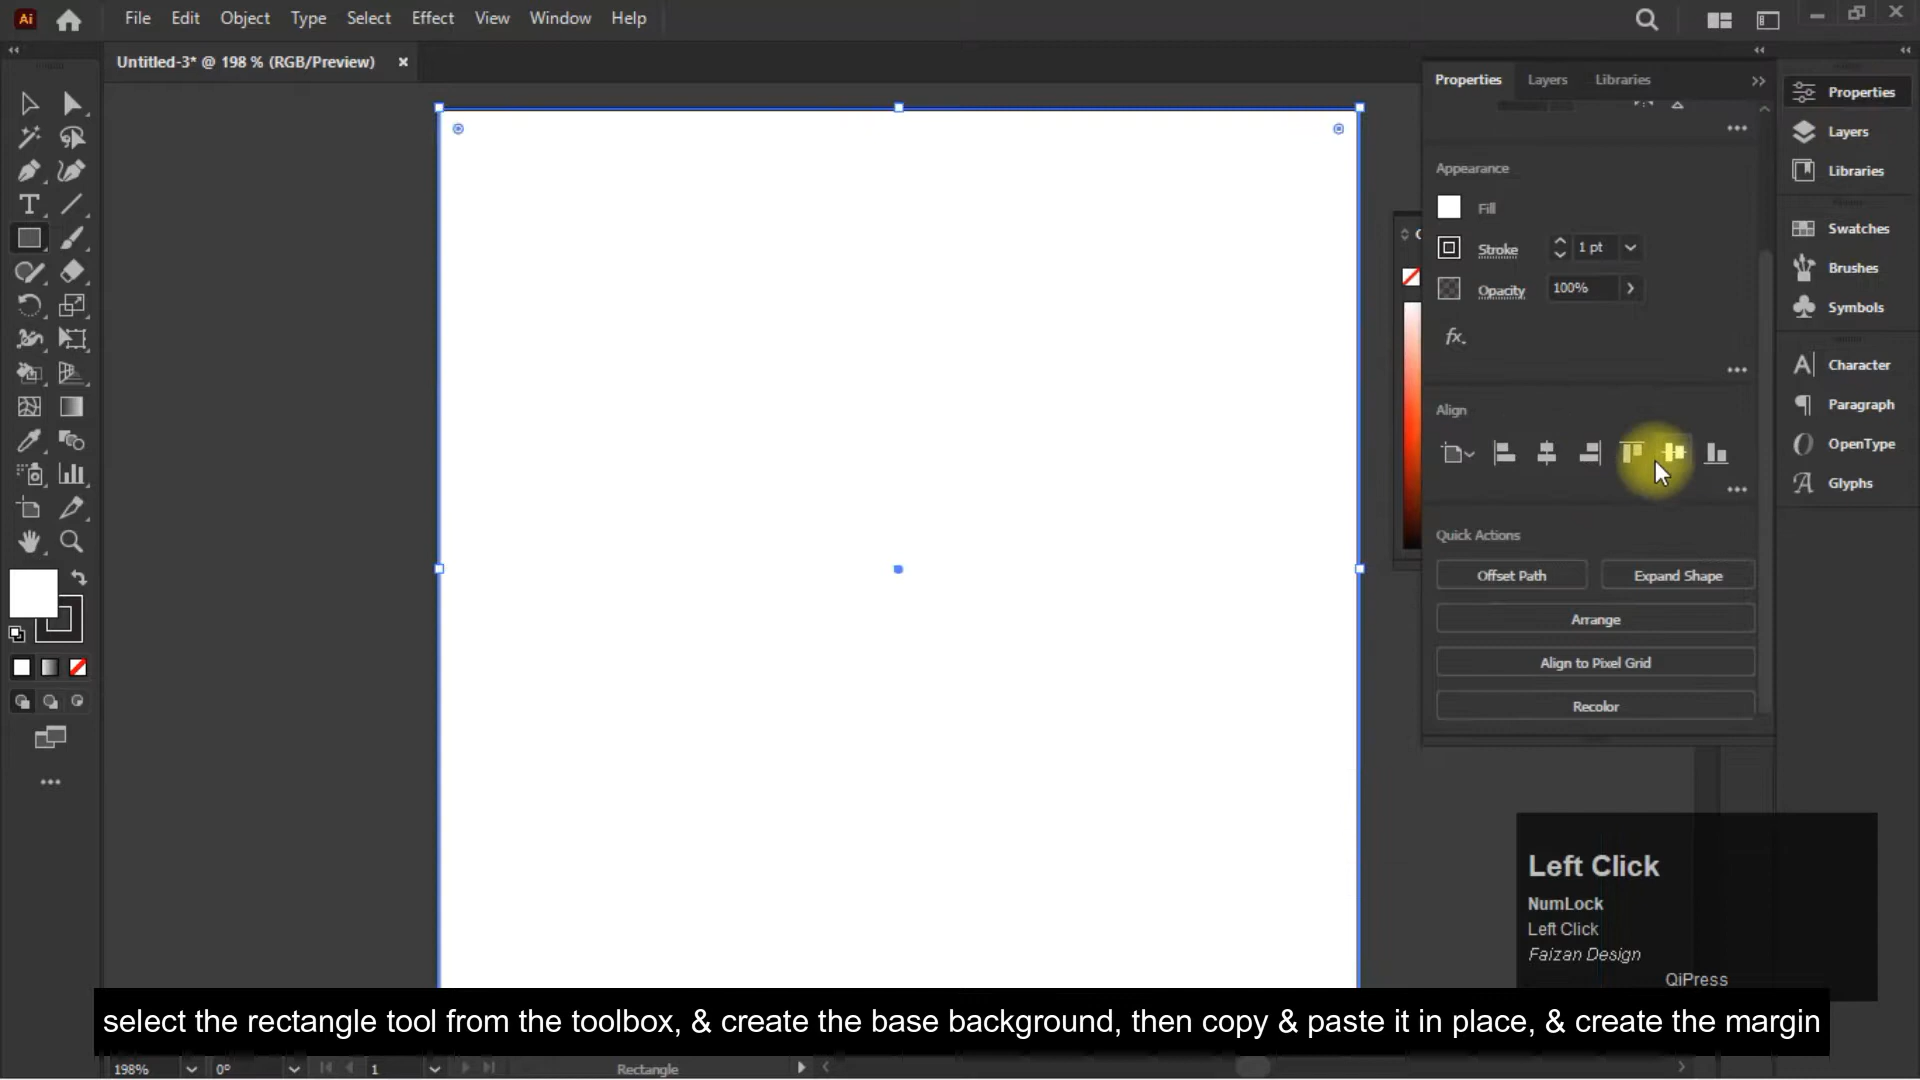 Ai File Edit Object Type Select Effect View Window Help
Untitled-3* @ 198 % (RGB/Preview) ×
Properties Layers Libraries
Appearance
Fill
Stroke 1 pt
Opacity 100%
fx.
Align
Quick Actions
Offset Path Expand Shape
Arrange
Align to Pixel Grid
Recolor
Properties
Layers
Libraries
Swatches
Brushes
Symbols
Character
Paragraph
OpenType
Glyphs
Left Click
NumLock
Left Click
Faizan Design
QiPress
select the rectangle tool from the toolbox, & create the base background, then copy & paste it in place, & create the margin
198% 0° 1 Rectangle